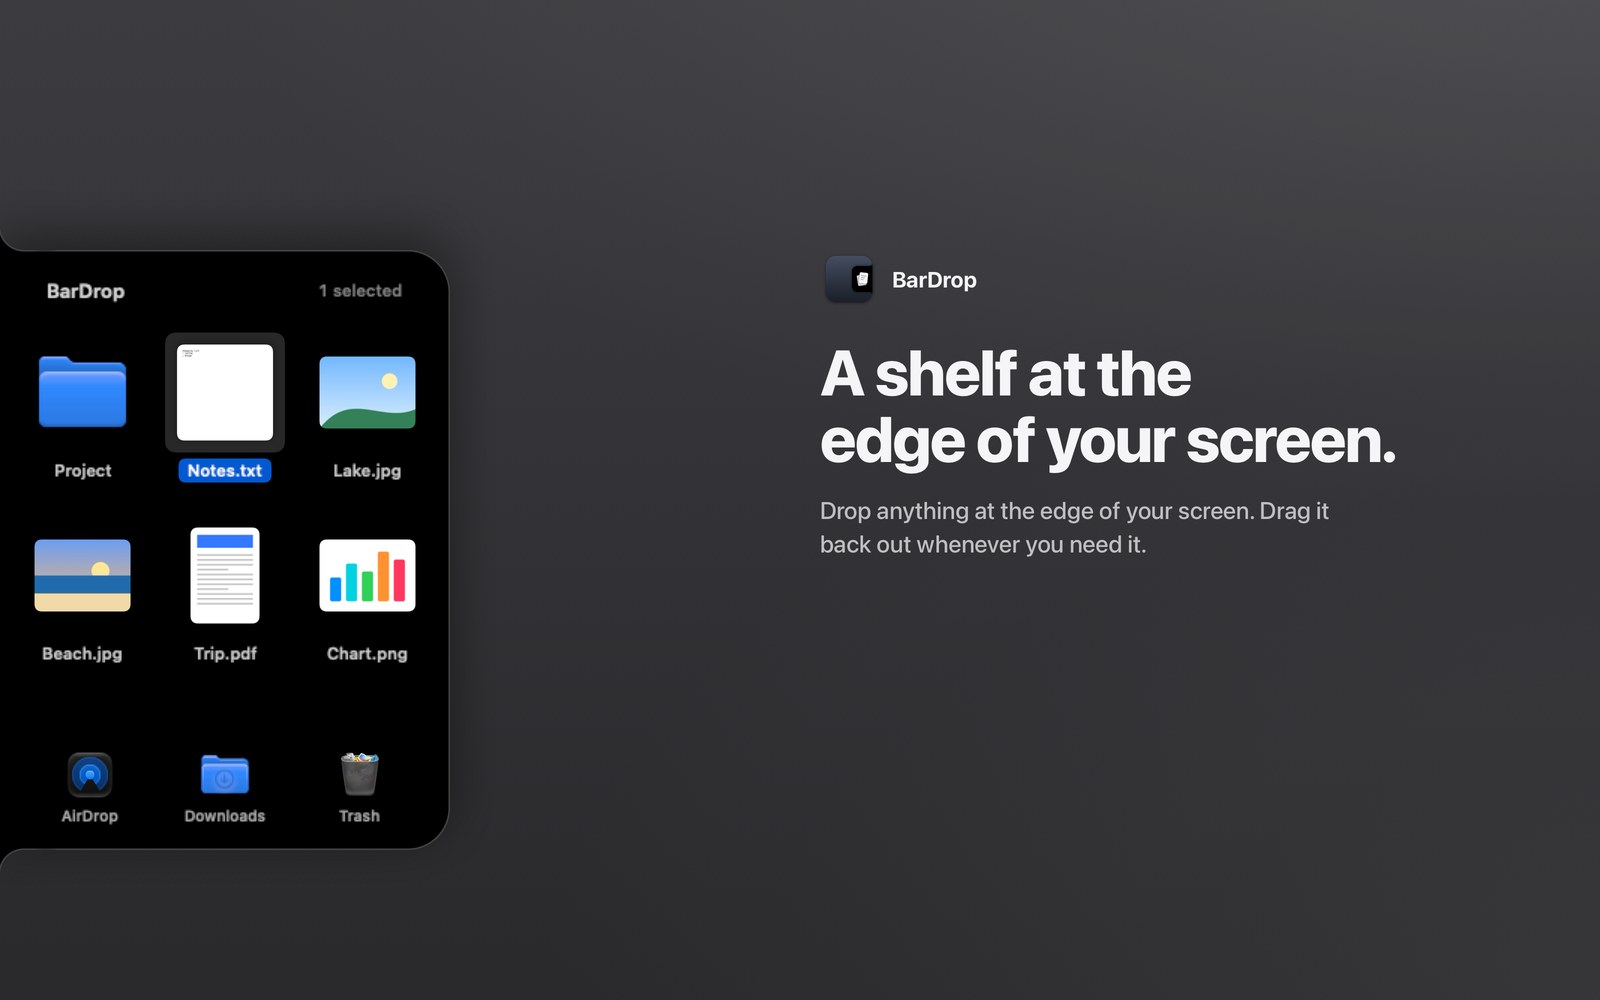 BarDrop
1 selected
Project
Notes.txt
Lake.jpg
Beach.jpg
Trip.pdf
Chart.png
AirDrop
Downloads
Trash
BarDrop
A shelf at the
edge of your screen.
Drop anything at the edge of your screen. Drag it
back out whenever you need it.